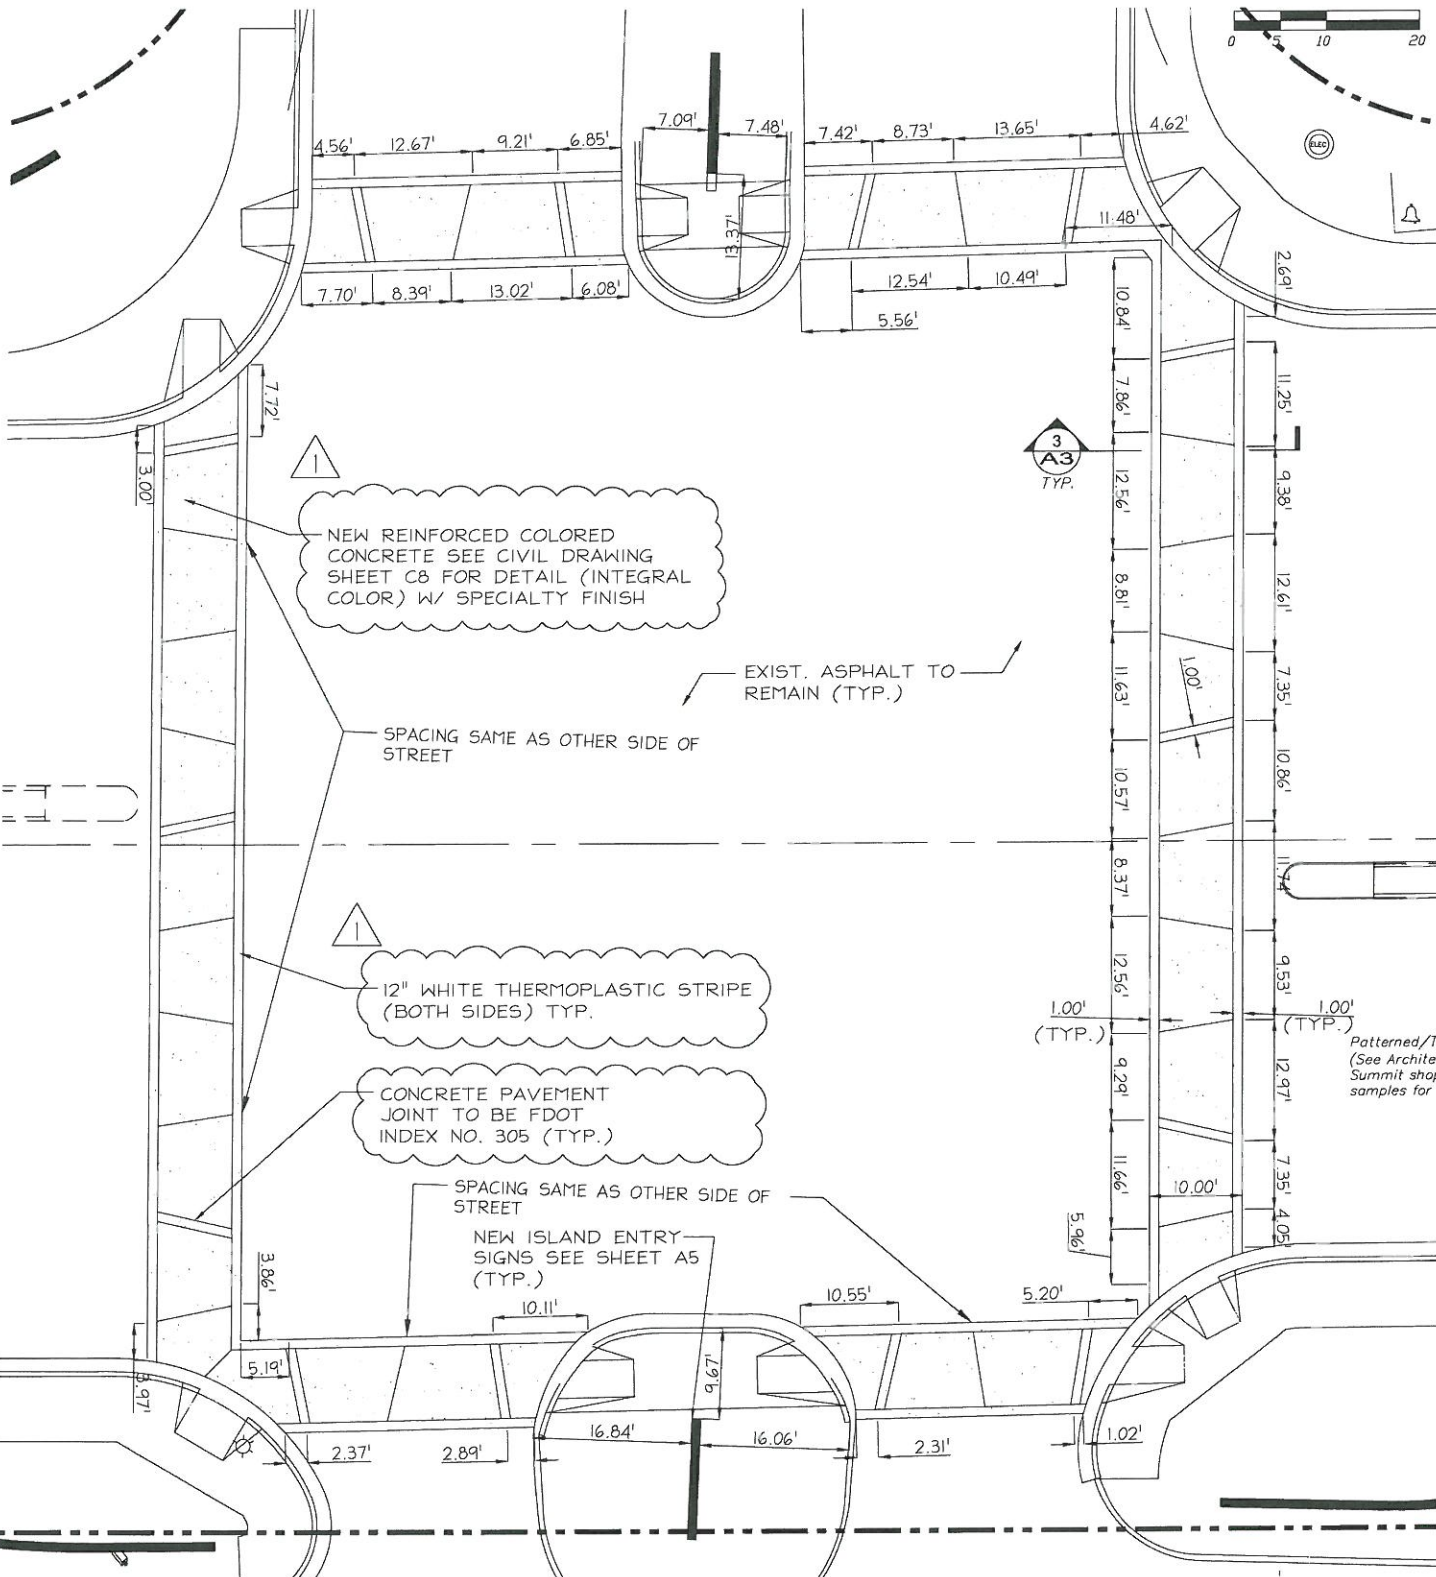 0 5 10 20
7.09' 7.48'
4.56' 12.67' 9.21' 6.85'
7.42' 8.73' 13.65' 4.62'
ELEC
13.37'
11.48'
7.70' 8.39' 13.02' 6.08'
12.54' 10.49'
5.56'
2.69'
10.84'
11.25'
7.72'
7.86'
3.00'
1
3
A3
TYP.
9.38'
12.56'
NEW REINFORCED COLORED
CONCRETE SEE CIVIL DRAWING
SHEET C8 FOR DETAIL (INTEGRAL
COLOR) W/ SPECIALTY FINISH
8.81'
12.61'
EXIST. ASPHALT TO
REMAIN (TYP.)
11.63'
1.00'
7.35'
SPACING SAME AS OTHER SIDE OF
STREET
10.57'
10.86'
8.37'
1
12" WHITE THERMOPLASTIC STRIPE
(BOTH SIDES) TYP.
12.56'
9.53'
1.00'
(TYP.)
1.00'
(TYP.)
Patterned/T
(See Archite
Summit shop
samples for
CONCRETE PAVEMENT
JOINT TO BE FDOT
INDEX NO. 305 (TYP.)
9.29'
12.97'
11.66'
7.35'
SPACING SAME AS OTHER SIDE OF
STREET
10.00'
NEW ISLAND ENTRY
SIGNS SEE SHEET A5
(TYP.)
5.96'
4.05'
3.86'
10.11'
10.55' 5.20'
5.19'
9.67'
16.84' 16.06'
2.37' 2.89'
2.31' 1.02'